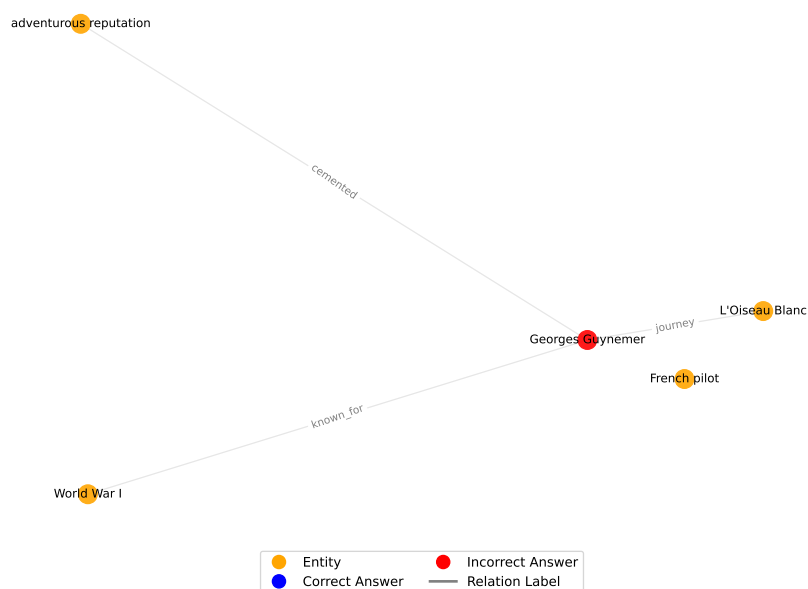 adventurous reputation
cemented
L'Oiseau Blanc
journey
Georges Guynemer
French pilot
known_for
World War I
Entity
Incorrect Answer
Correct Answer
Relation Label